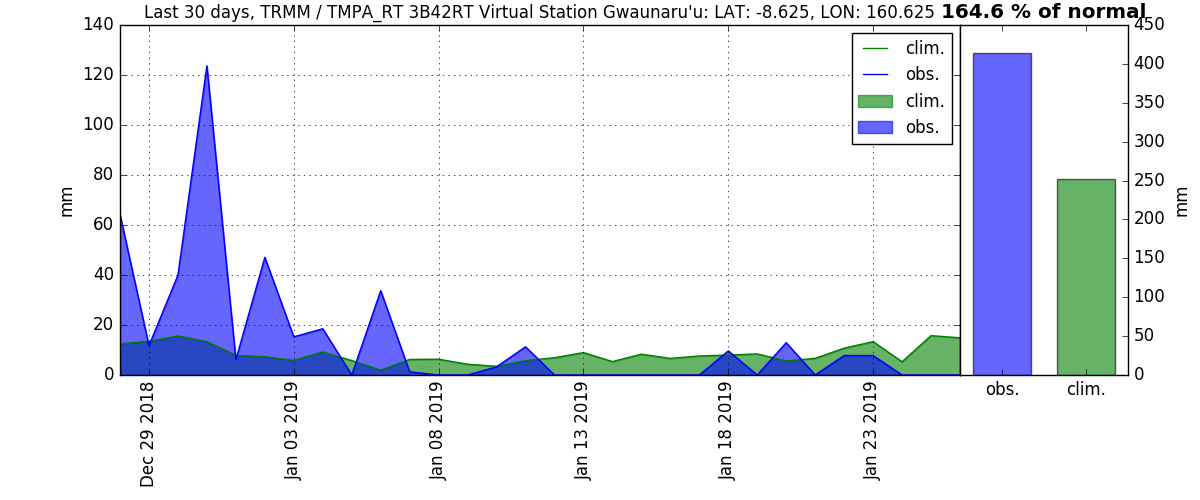 Last 30 days, TRMM / TMPA_RT 3B42RT Virtual Station Gwaunaru'u: LAT: -8.625, LON: 160.625 164.6 % of normal
140
120
100
80
60
40
20
0
mm
Dec 29 2018
Jan 03 2019
Jan 08 2019
Jan 13 2019
Jan 18 2019
Jan 23 2019
clim.
obs.
clim.
obs.
450
400
350
300
250
200
150
100
50
0
mm
obs. clim.